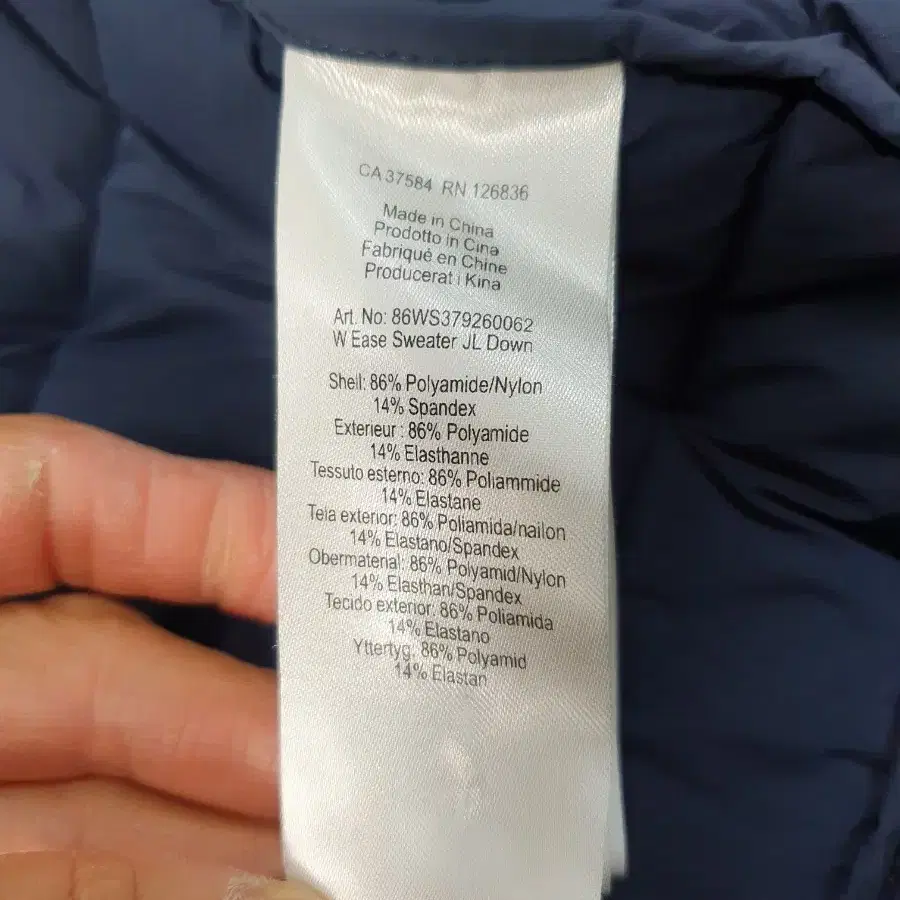 CA 37584 RN 126836
Made in China
Prodotto in Cina
Fabriqué en Chine
Producerat i Kina
Art. No: 86WS379260062
W Ease Sweater JL Down
Shell: 86% Polyamide/Nylon
14% Spandex
Exterieur : 86% Polyamide
14% Elasthanne
Tessuto esterno: 86% Poliammide
14% Elastane
Tela exterior: 86% Poliamida/nailon
14% Elastano/Spandex
Obermaterial: 86% Polyamid/Nylon
14% Elasthan/Spandex
Tecido exterior: 86% Poliamida
14% Elastano
Yttertyg: 86% Polyamid
14% Elastan